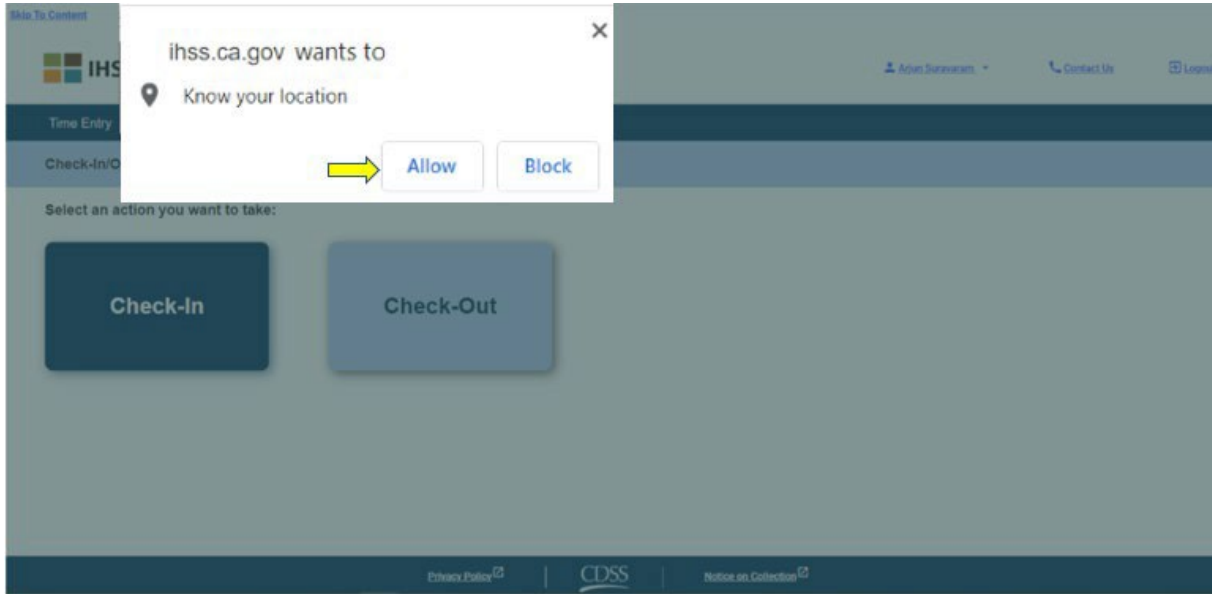 Skip To Content
ihss.ca.gov wants to
Know your location
Allow
Block
IHS
Contact Us
Time Entry
Check-In/O
Select an action you want to take:
Check-In
Check-Out
Privacy Policy
CDSS
Notice on Collection